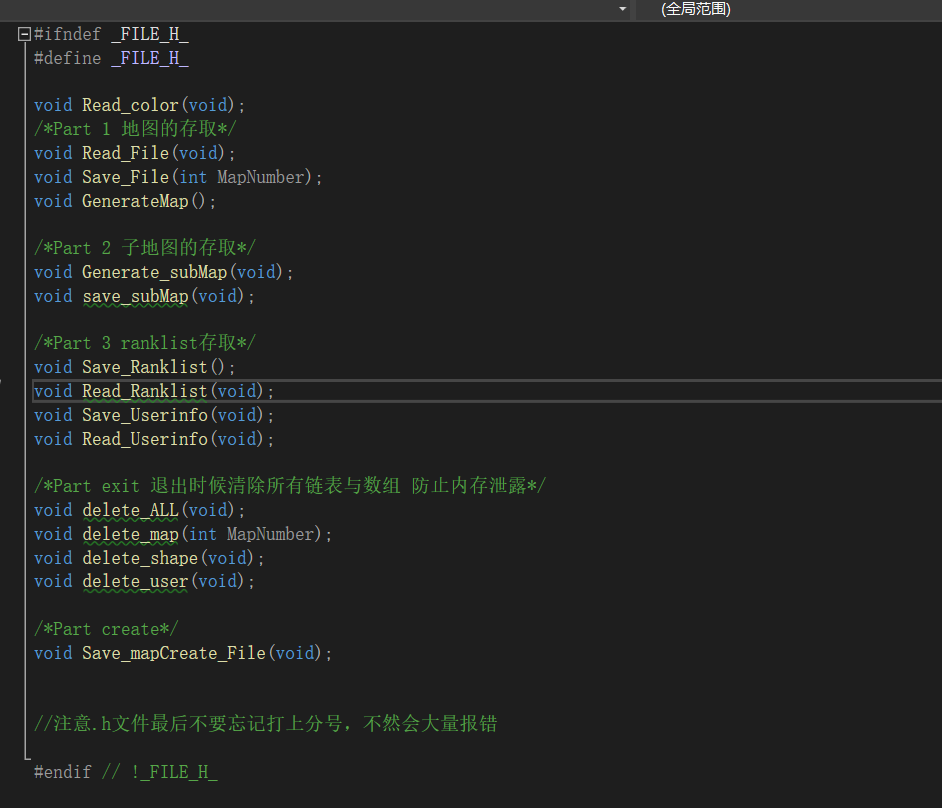 (全局范围)
#ifndef _FILE_H_
#define _FILE_H_
void Read_color(void);
/*Part 1 地图的存取*/
void Read_File(void);
void Save_File(int MapNumber);
void GenerateMap();
/*Part 2 子地图的存取*/
void Generate_subMap(void);
void save_subMap(void);
/*Part 3 ranklist存取*/
void Save_Ranklist();
void Read_Ranklist(void);
void Save_Userinfo(void);
void Read_Userinfo(void);
/*Part exit 退出时候清除所有链表与数组 防止内存泄露*/
void delete_ALL(void);
void delete_map(int MapNumber);
void delete_shape(void);
void delete_user(void);
/*Part create*/
void Save_mapCreate_File(void);
//注意.h文件最后不要忘记打上分号，不然会大量报错
#endif // !_FILE_H_